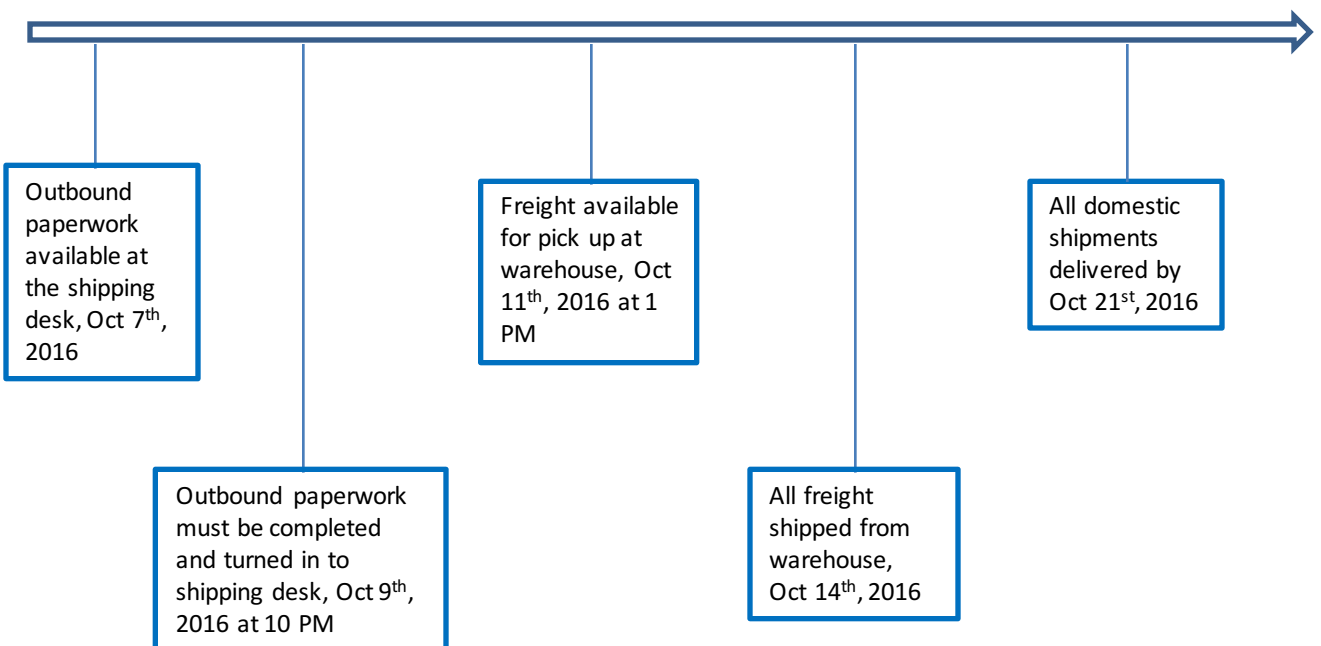 Outbound
paperwork
available at
the shipping
desk, Oct 7th,
2016
Outbound paperwork
must be completed
and turned in to
shipping desk, Oct 9th,
2016 at 10 PM
Freight available
for pick up at
warehouse, Oct
11th, 2016 at 1
PM
All freight
shipped from
warehouse,
Oct 14th, 2016
All domestic
shipments
delivered by
Oct 21st, 2016